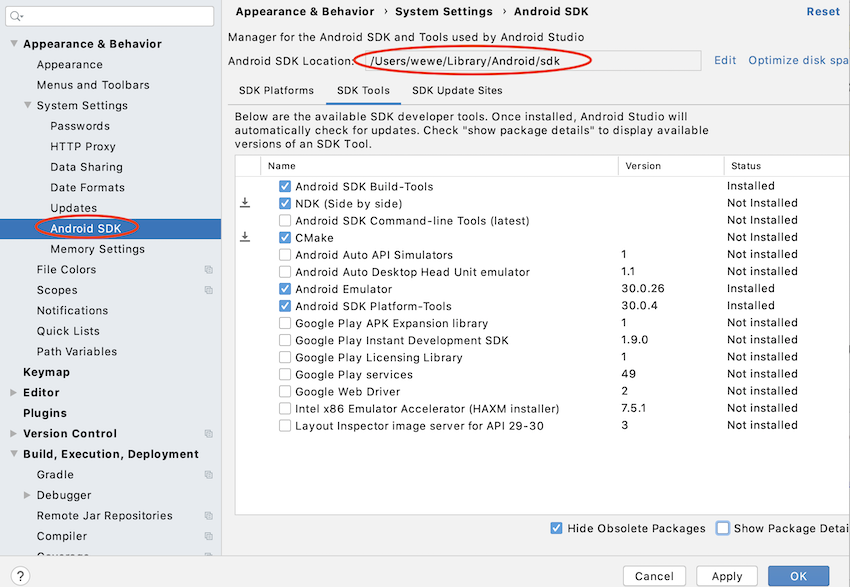 Appearance & Behavior › System Settings › Android SDK Reset
Manager for the Android SDK and Tools used by Android Studio
Android SDK Location: /Users/wewe/Library/Android/sdk Edit Optimize disk spa
SDK Platforms SDK Tools SDK Update Sites
Below are the available SDK developer tools. Once installed, Android Studio will
automatically check for updates. Check "show package details" to display available
versions of an SDK Tool.
Name Version Status
Android SDK Build-Tools Installed
NDK (Side by side) Not Installed
Android SDK Command-line Tools (latest) Not Installed
CMake Not Installed
Android Auto API Simulators 1 Not installed
Android Auto Desktop Head Unit emulator 1.1 Not installed
Android Emulator 30.0.26 Installed
Android SDK Platform-Tools 30.0.4 Installed
Google Play APK Expansion library 1 Not installed
Google Play Instant Development SDK 1.9.0 Not installed
Google Play Licensing Library 1 Not installed
Google Play services 49 Not installed
Google Web Driver 2 Not installed
Intel x86 Emulator Accelerator (HAXM installer) 7.5.1 Not installed
Layout Inspector image server for API 29-30 3 Not installed
Hide Obsolete Packages Show Package Detai
Appearance & Behavior
Appearance
Menus and Toolbars
System Settings
Passwords
HTTP Proxy
Data Sharing
Date Formats
Updates
Android SDK
Memory Settings
File Colors
Scopes
Notifications
Quick Lists
Path Variables
Keymap
Editor
Plugins
Version Control
Build, Execution, Deployment
Gradle
Debugger
Remote Jar Repositories
Compiler
Coverage
? Cancel Apply OK